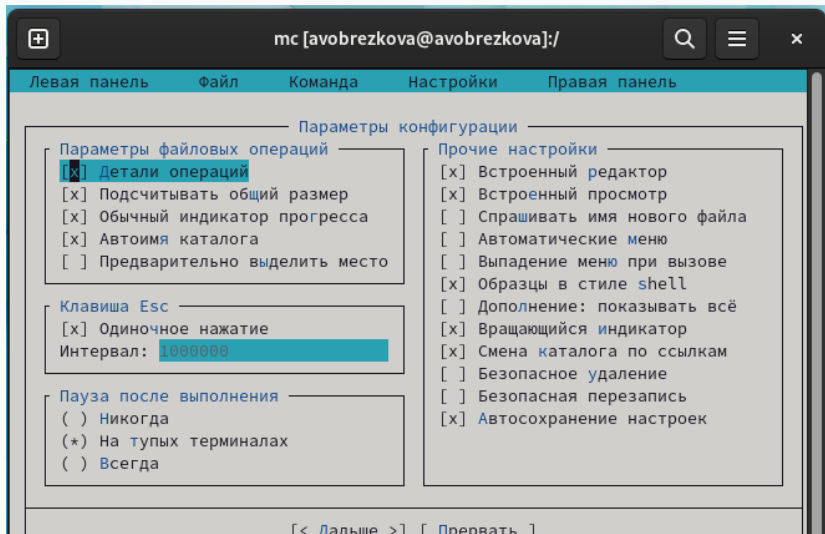 mc [avobrezkova@avobrezkova]:/
Левая панель Файл Команда Настройки Правая панель
Параметры конфигурации
Параметры файловых операций
[x] Детали операций
[x] Подсчитывать общий размер
[x] Обычный индикатор прогресса
[x] Автоимя каталога
[ ] Предварительно выделить место
Клавиша Esc
[x] Одиночное нажатие
Интервал: 1000000
Пауза после выполнения
( ) Никогда
(*) На тупых терминалах
( ) Всегда
Прочие настройки
[x] Встроенный редактор
[x] Встроенный просмотр
[ ] Спрашивать имя нового файла
[ ] Автоматические меню
[ ] Выпадение меню при вызове
[x] Образцы в стиле shell
[ ] Дополнение: показывать всё
[x] Вращающийся индикатор
[x] Смена каталога по ссылкам
[ ] Безопасное удаление
[ ] Безопасная перезапись
[x] Автосохранение настроек
[< Дальше >] [ Прервать ]